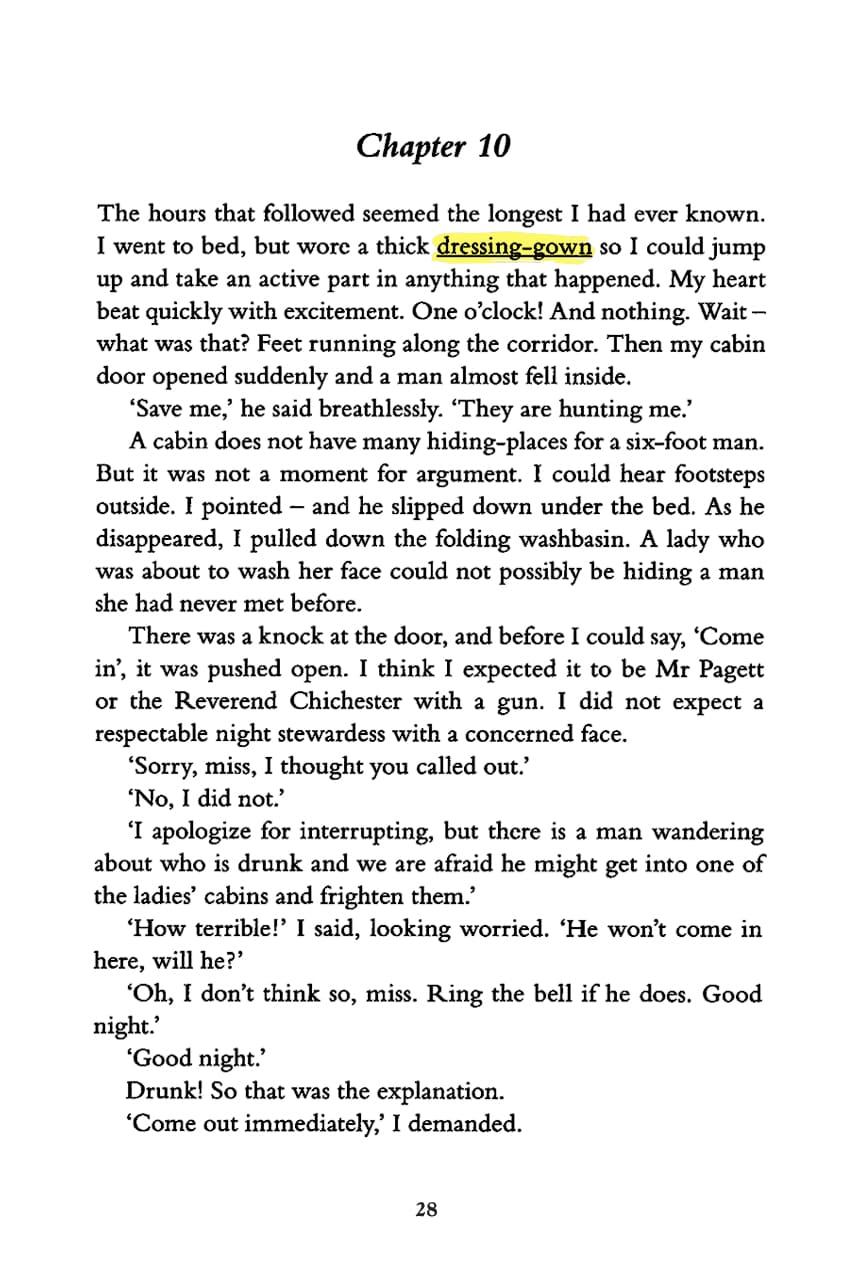 Chapter 10
The hours that followed seemed the longest I had ever known.
I went to bed, but wore a thick dressing-gown so I could jump
up and take an active part in anything that happened. My heart
beat quickly with excitement. One o’clock! And nothing. Wait –
what was that? Feet running along the corridor. Then my cabin
door opened suddenly and a man almost fell inside.
‘Save me,’ he said breathlessly. ‘They are hunting me.’
A cabin does not have many hiding-places for a six-foot man.
But it was not a moment for argument. I could hear footsteps
outside. I pointed – and he slipped down under the bed. As he
disappeared, I pulled down the folding washbasin. A lady who
was about to wash her face could not possibly be hiding a man
she had never met before.
There was a knock at the door, and before I could say, ‘Come
in’, it was pushed open. I think I expected it to be Mr Pagett
or the Reverend Chichester with a gun. I did not expect a
respectable night stewardess with a concerned face.
‘Sorry, miss, I thought you called out.’
‘No, I did not.’
‘I apologize for interrupting, but there is a man wandering
about who is drunk and we are afraid he might get into one of
the ladies’ cabins and frighten them.’
‘How terrible!’ I said, looking worried. ‘He won’t come in
here, will he?’
‘Oh, I don’t think so, miss. Ring the bell if he does. Good
night.’
‘Good night.’
Drunk! So that was the explanation.
‘Come out immediately,’ I demanded.
28